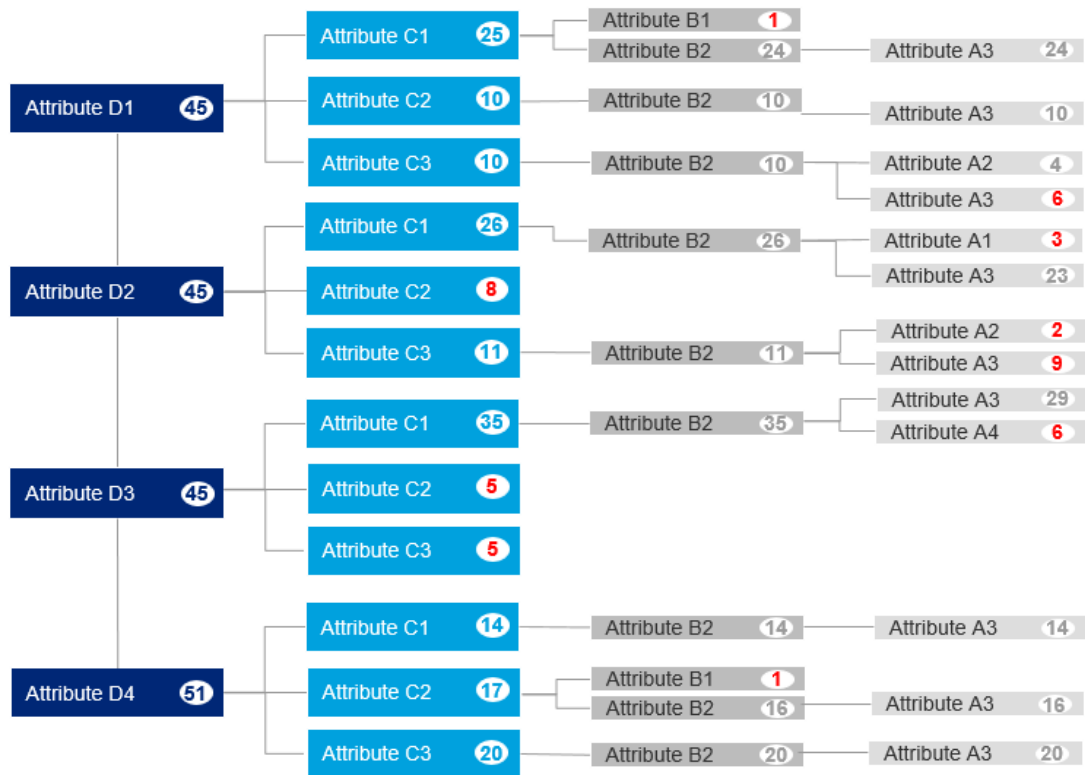 Attribute C1 25 Attribute B1 1
Attribute B2 24 Attribute A3 24
Attribute D1 45 Attribute C2 10 Attribute B2 10 Attribute A3 10
Attribute C3 10 Attribute B2 10 Attribute A2 4
Attribute A3 6
Attribute C1 26 Attribute B2 26 Attribute A1 3
Attribute A3 23
Attribute D2 45 Attribute C2 8
Attribute C3 11 Attribute B2 11 Attribute A2 2
Attribute A3 9
Attribute C1 35 Attribute B2 35 Attribute A3 29
Attribute A4 6
Attribute D3 45 Attribute C2 5
Attribute C3 5
Attribute C1 14 Attribute B2 14 Attribute A3 14
Attribute D4 51 Attribute C2 17 Attribute B1 1
Attribute B2 16 Attribute A3 16
Attribute C3 20 Attribute B2 20 Attribute A3 20